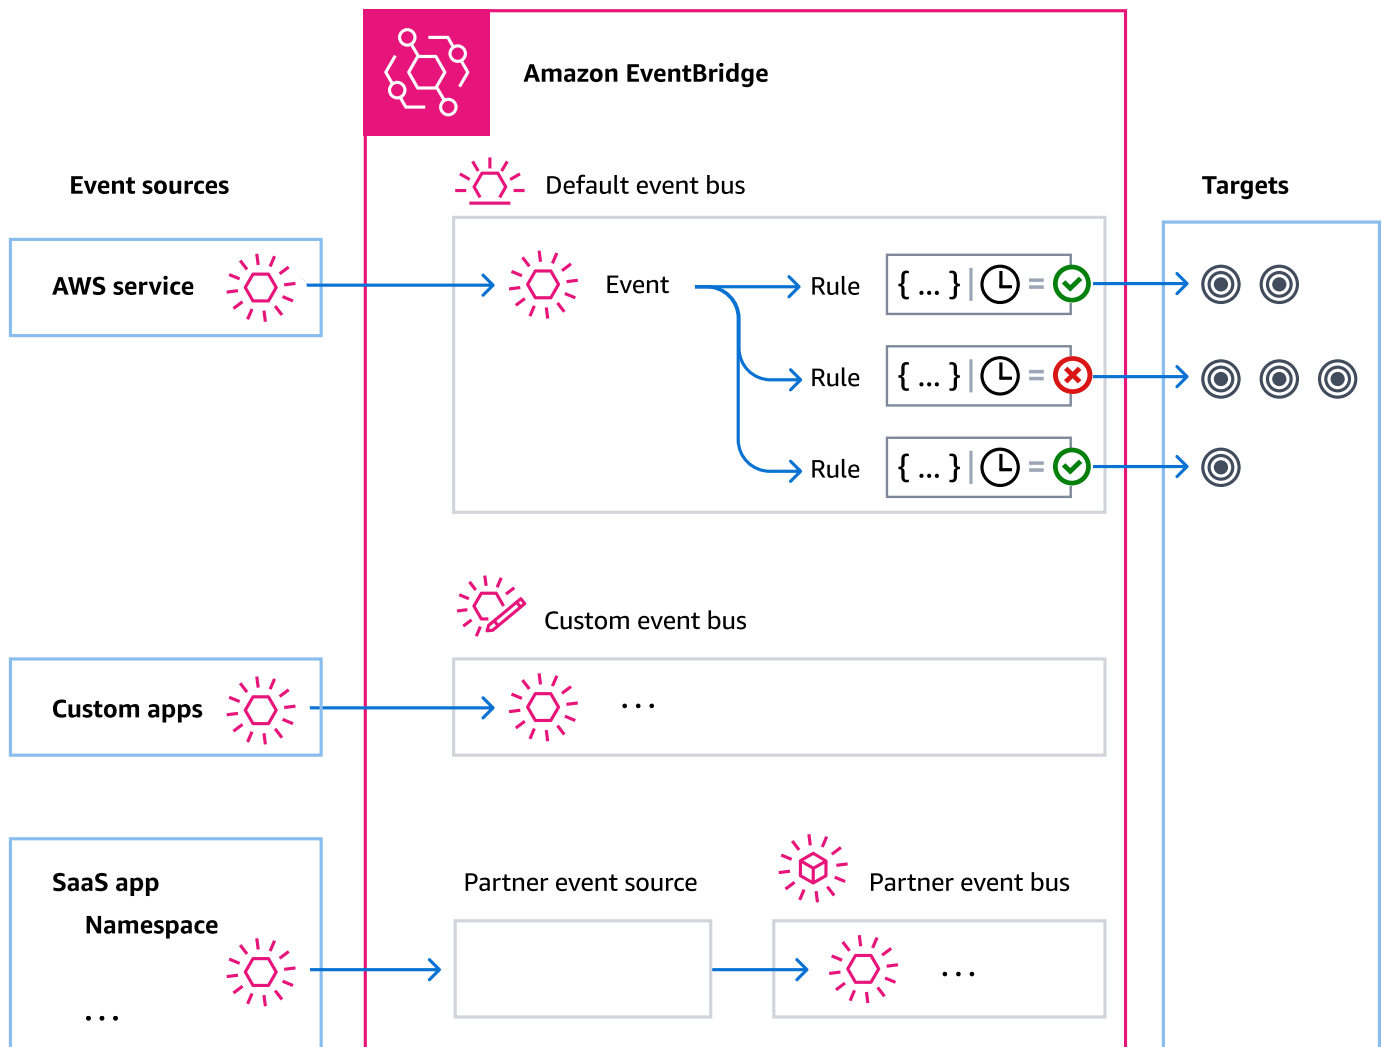 Amazon EventBridge
Event sources
Default event bus
Targets
AWS service
Event
Rule
{ ... }
=
Rule
{ ... }
=
Rule
{ ... }
=
Custom event bus
Custom apps
...
SaaS app
Namespace
...
Partner event source
Partner event bus
...